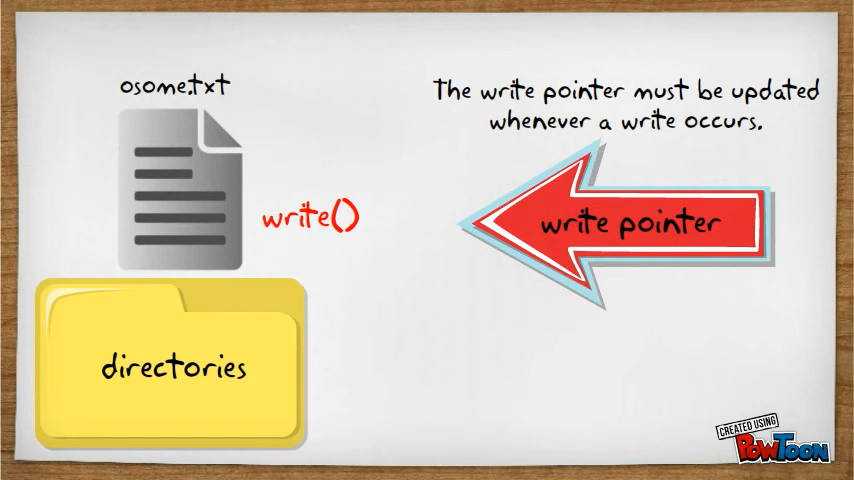 osome.txt
The write pointer must be updated
whenever a write occurs.
write()
write pointer
directories
CREATED USING
POWTOON